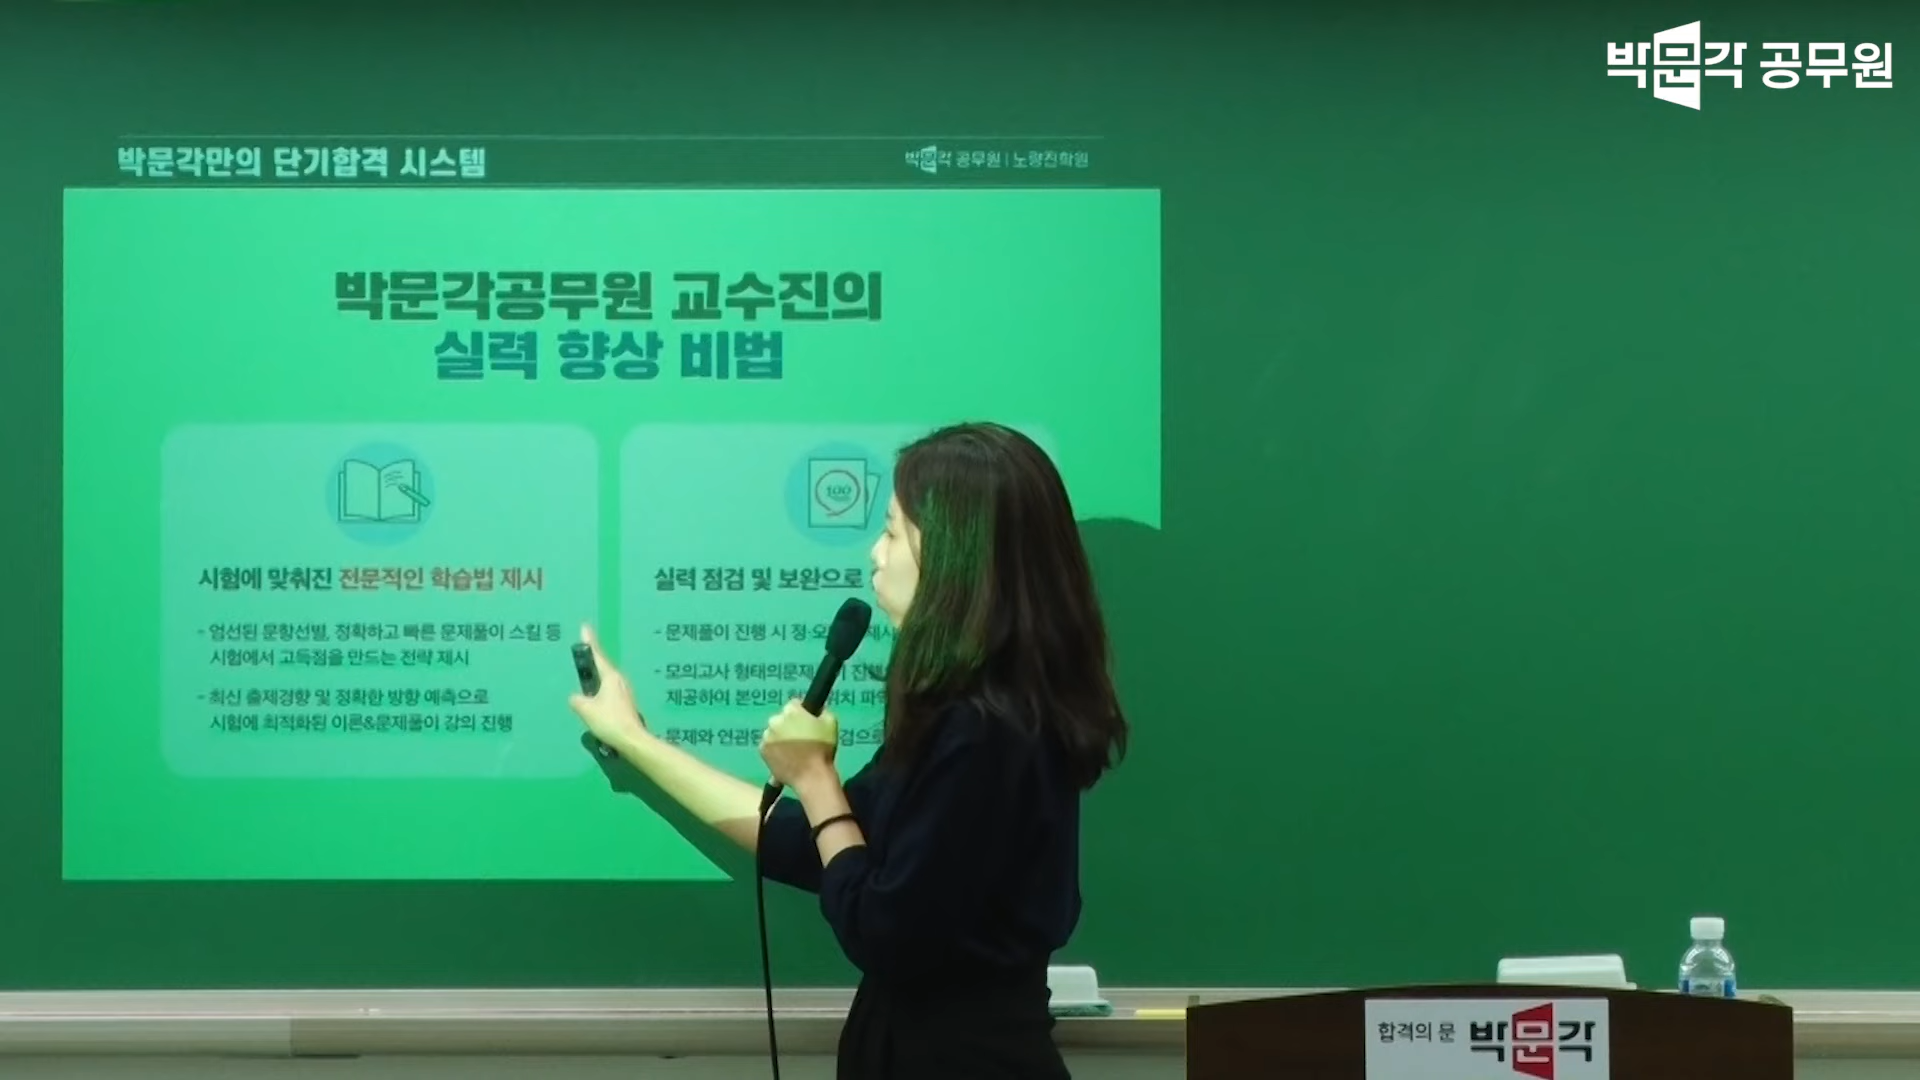 박문각 공무원
박문각만의 단기합격 시스템
박문각 공무원 | 노량진학원
박문각공무원 교수진의
실력 향상 비법
시험에 맞춰진 전문적인 학습법 제시
- 엄선된 문항선별, 정확하고 빠른 문제풀이 스킬 등
시험에서 고득점을 만드는 전략 제시
- 최신 출제경향 및 정확한 방향 예측으로
시험에 최적화된 이론&문제풀이 강의 진행
100
실력 점검 및 보완으로
- 문제풀이 진행 시 정·오 제시
- 모의고사 형태의문제 진행
제공하여 본인의 위치
- 문제와 연관된
합격의 문 박문각